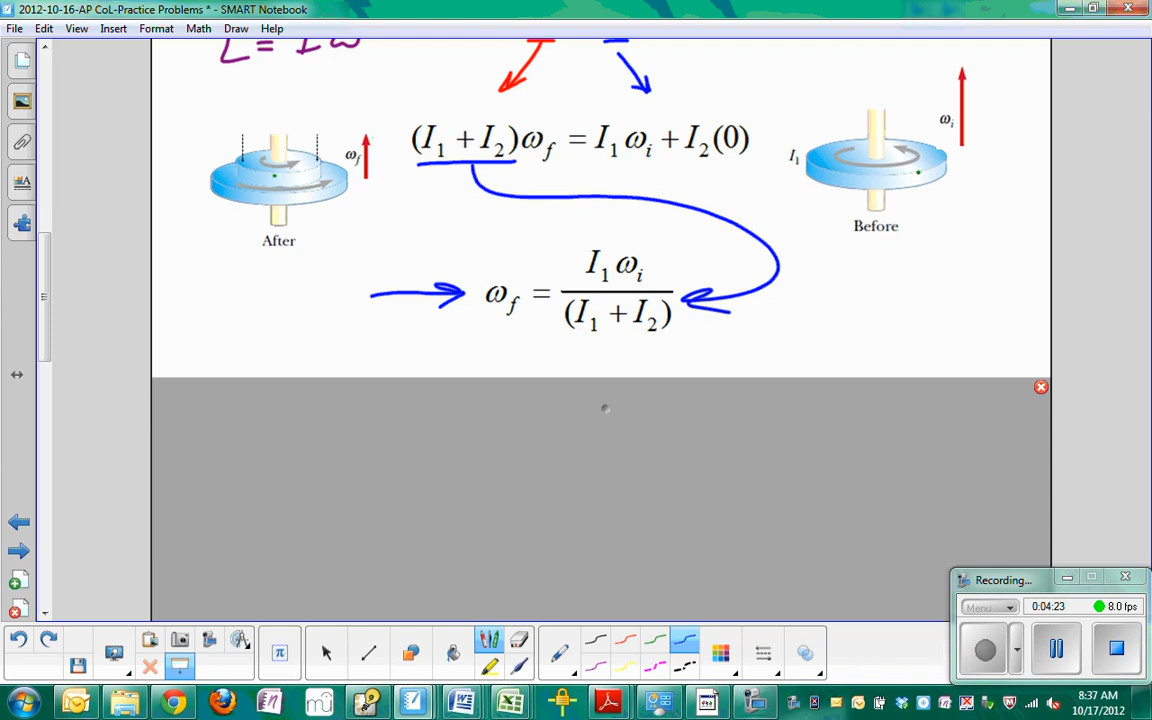 2012-10-16-AP CoL-Practice Problems * - SMART Notebook
File Edit View Insert Format Math Draw Help
L = I ω
(I₁ + I₂)ω_f = I₁ω_i + I₂(0)
ω_f
After
ω_i
I₁
Before
ω_f = I₁ω_i / (I₁ + I₂)
Recording...
Menu 0:04:23 8.0 fps
π
8:37 AM
10/17/2012